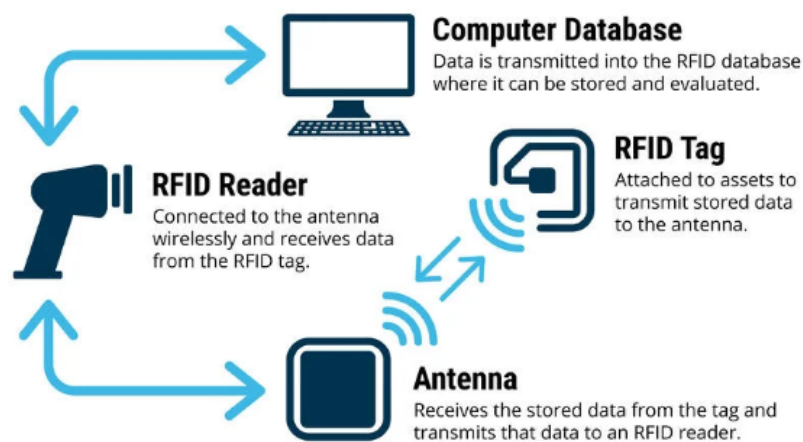 Computer Database
Data is transmitted into the RFID database
where it can be stored and evaluated.
RFID Tag
Attached to assets to
transmit stored data
to the antenna.
RFID Reader
Connected to the antenna
wirelessly and receives data
from the RFID tag.
Antenna
Receives the stored data from the tag and
transmits that data to an RFID reader.